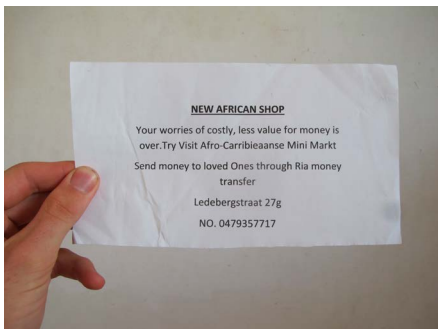 NEW AFRICAN SHOP
Your worries of costly, less value for money is
over.Try Visit Afro-Carribieaanse Mini Markt
Send money to loved Ones through Ria money
transfer
Ledebergstraat 27g
NO. 0479357717